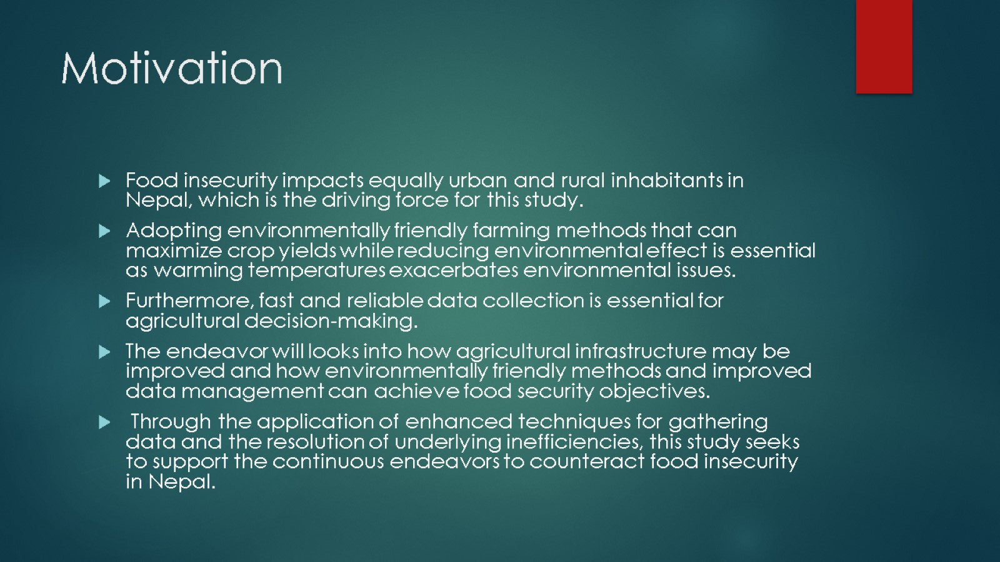 Motivation
Food insecurity impacts equally urban and rural inhabitants in
Nepal, which is the driving force for this study.
Adopting environmentally friendly farming methods that can
maximize crop yields while reducing environmental effect is essential
as warming temperatures exacerbates environmental issues.
Furthermore, fast and reliable data collection is essential for
agricultural decision-making.
The endeavor will looks into how agricultural infrastructure may be
improved and how environmentally friendly methods and improved
data management can achieve food security objectives.
Through the application of enhanced techniques for gathering
data and the resolution of underlying inefficiencies, this study seeks
to support the continuous endeavors to counteract food insecurity
in Nepal.